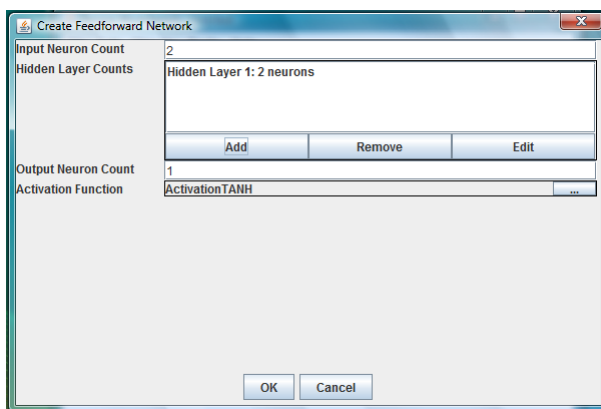 Create Feedforward Network
Input Neuron Count 2
Hidden Layer Counts Hidden Layer 1: 2 neurons
Add Remove Edit
Output Neuron Count 1
Activation Function ActivationTANH ...
OK Cancel